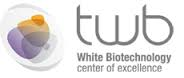 twb
White Biotechnology
center of excellence